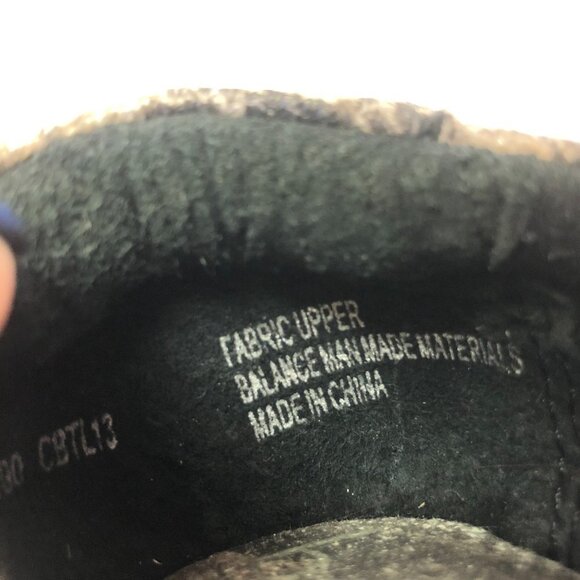 FABRIC UPPER
BALANCE MAN MADE MATERIALS
MADE IN CHINA
CBTL13